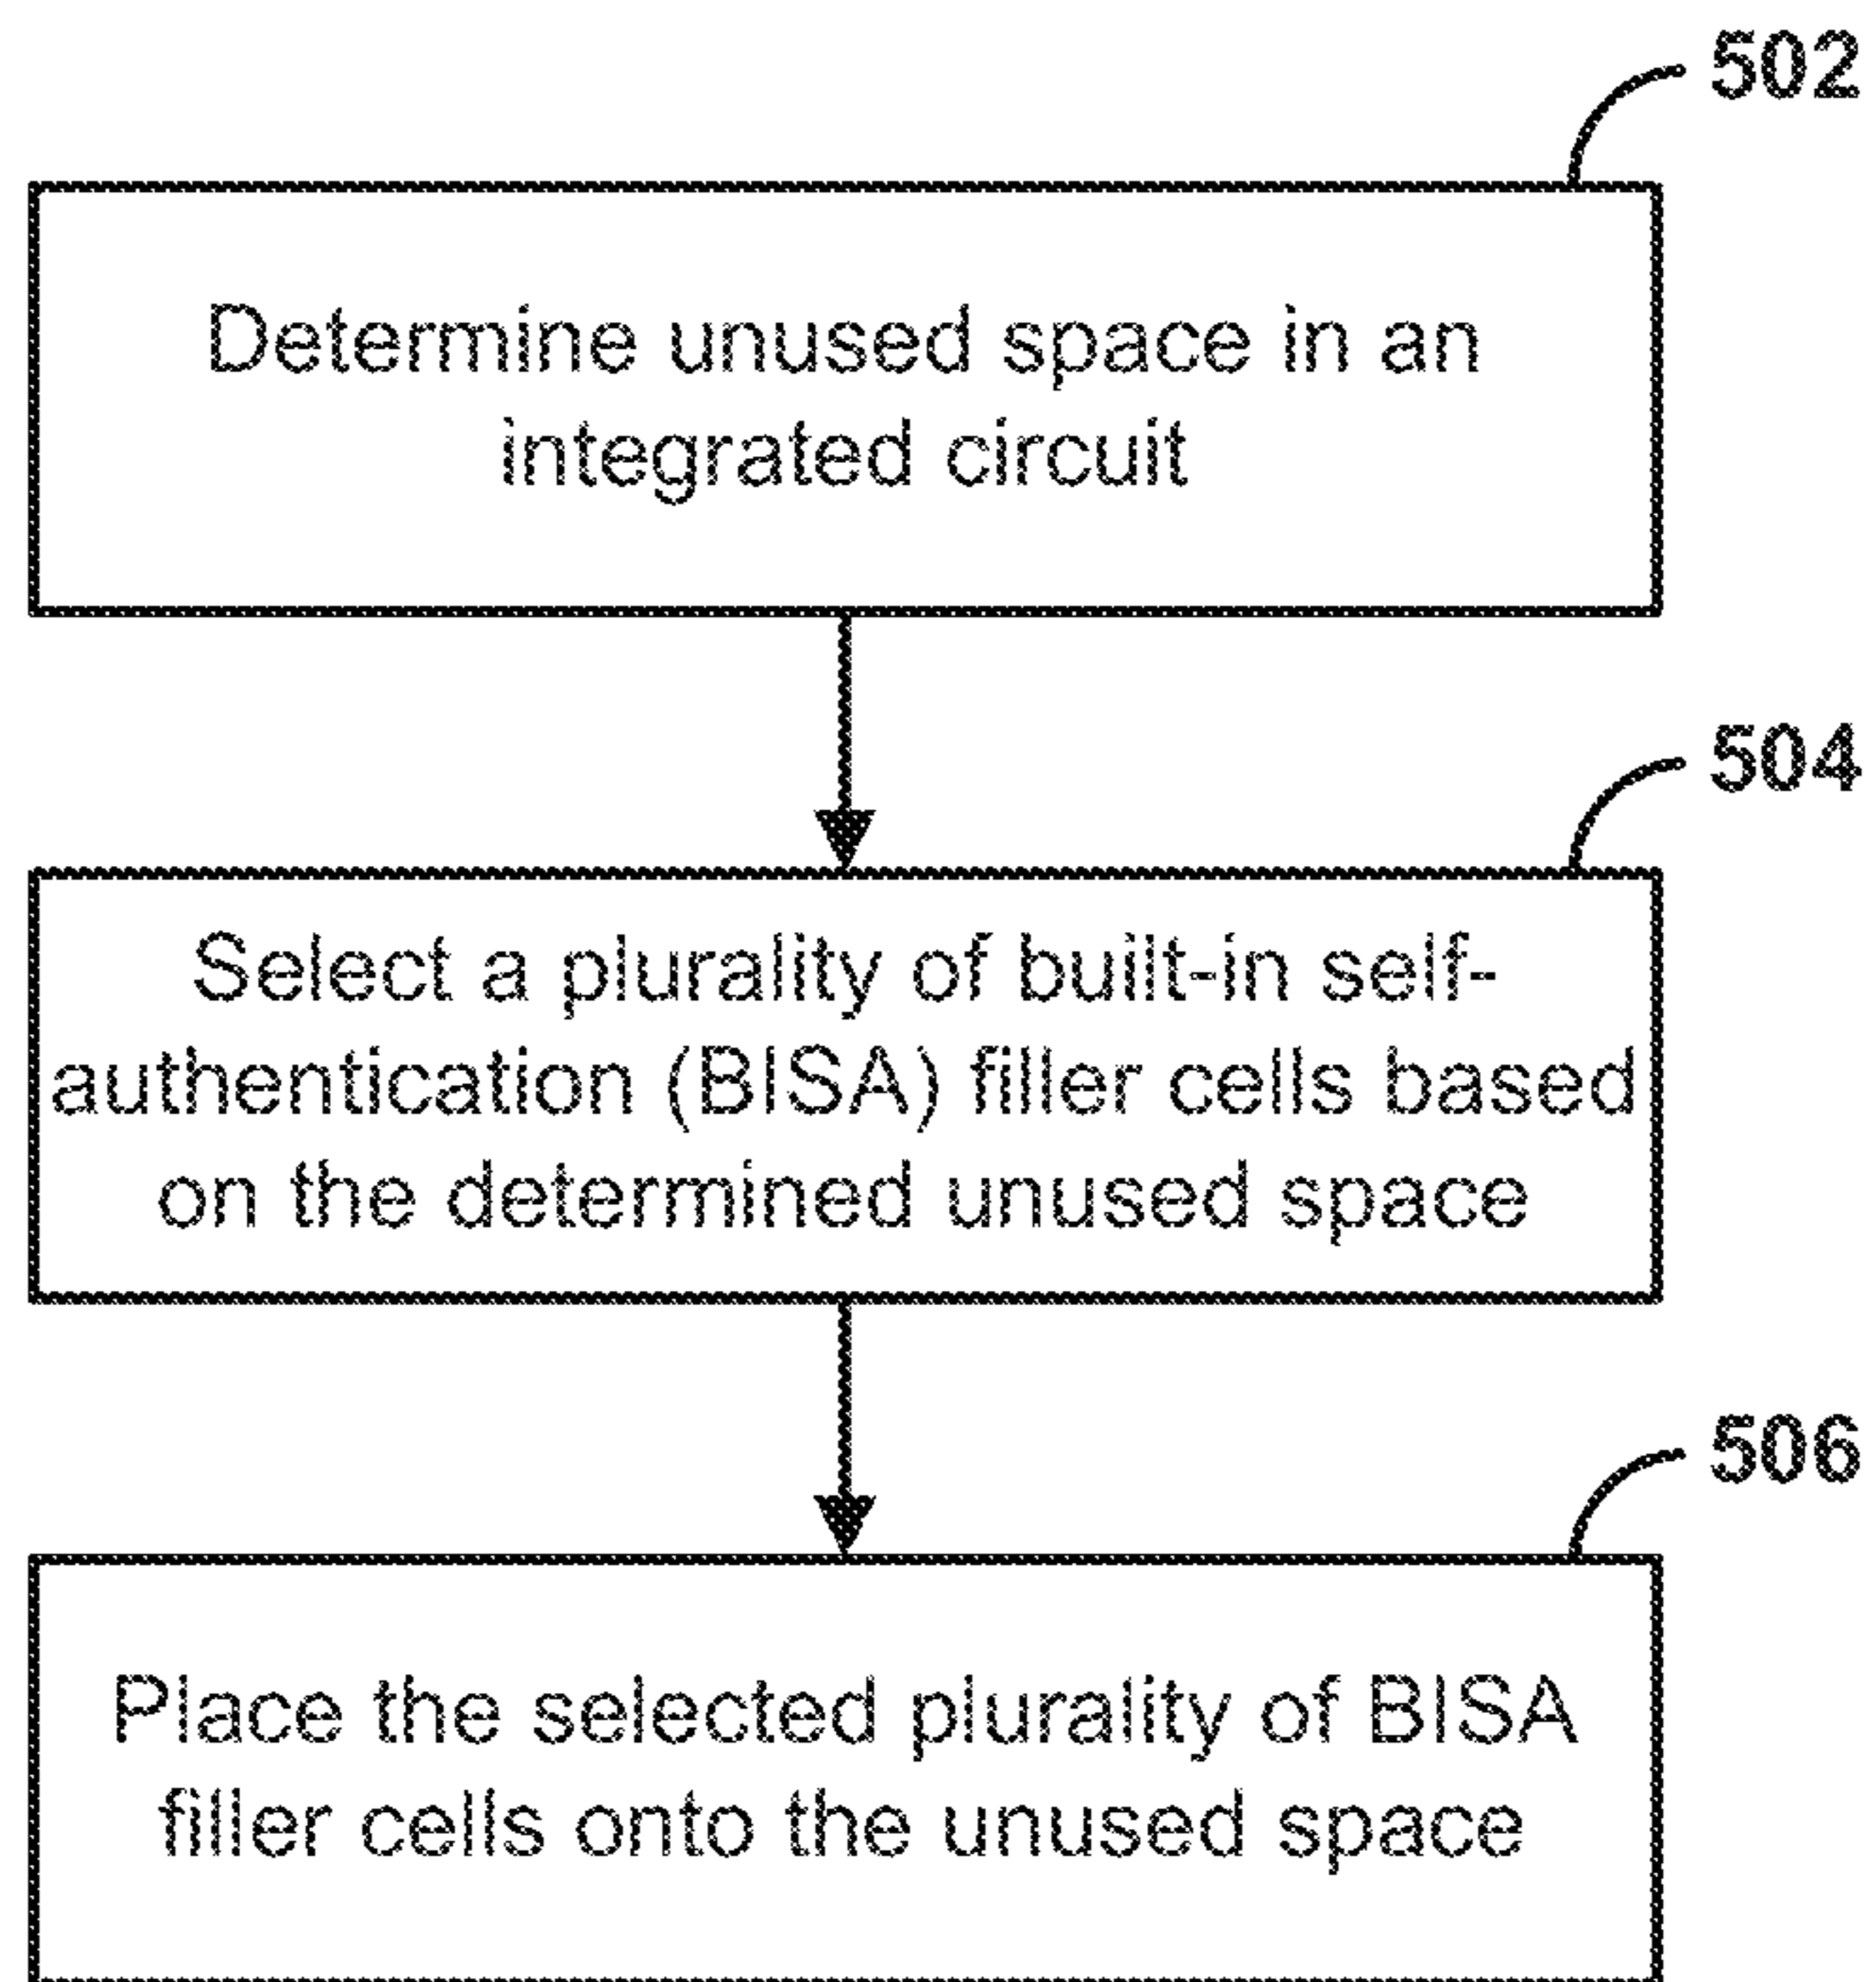 502
Determine unused space in an
integrated circuit
504
Select a plurality of built-in self-
authentication (BISA) filler cells based
on the determined unused space
506
Place the selected plurality of BISA
filler cells onto the unused space